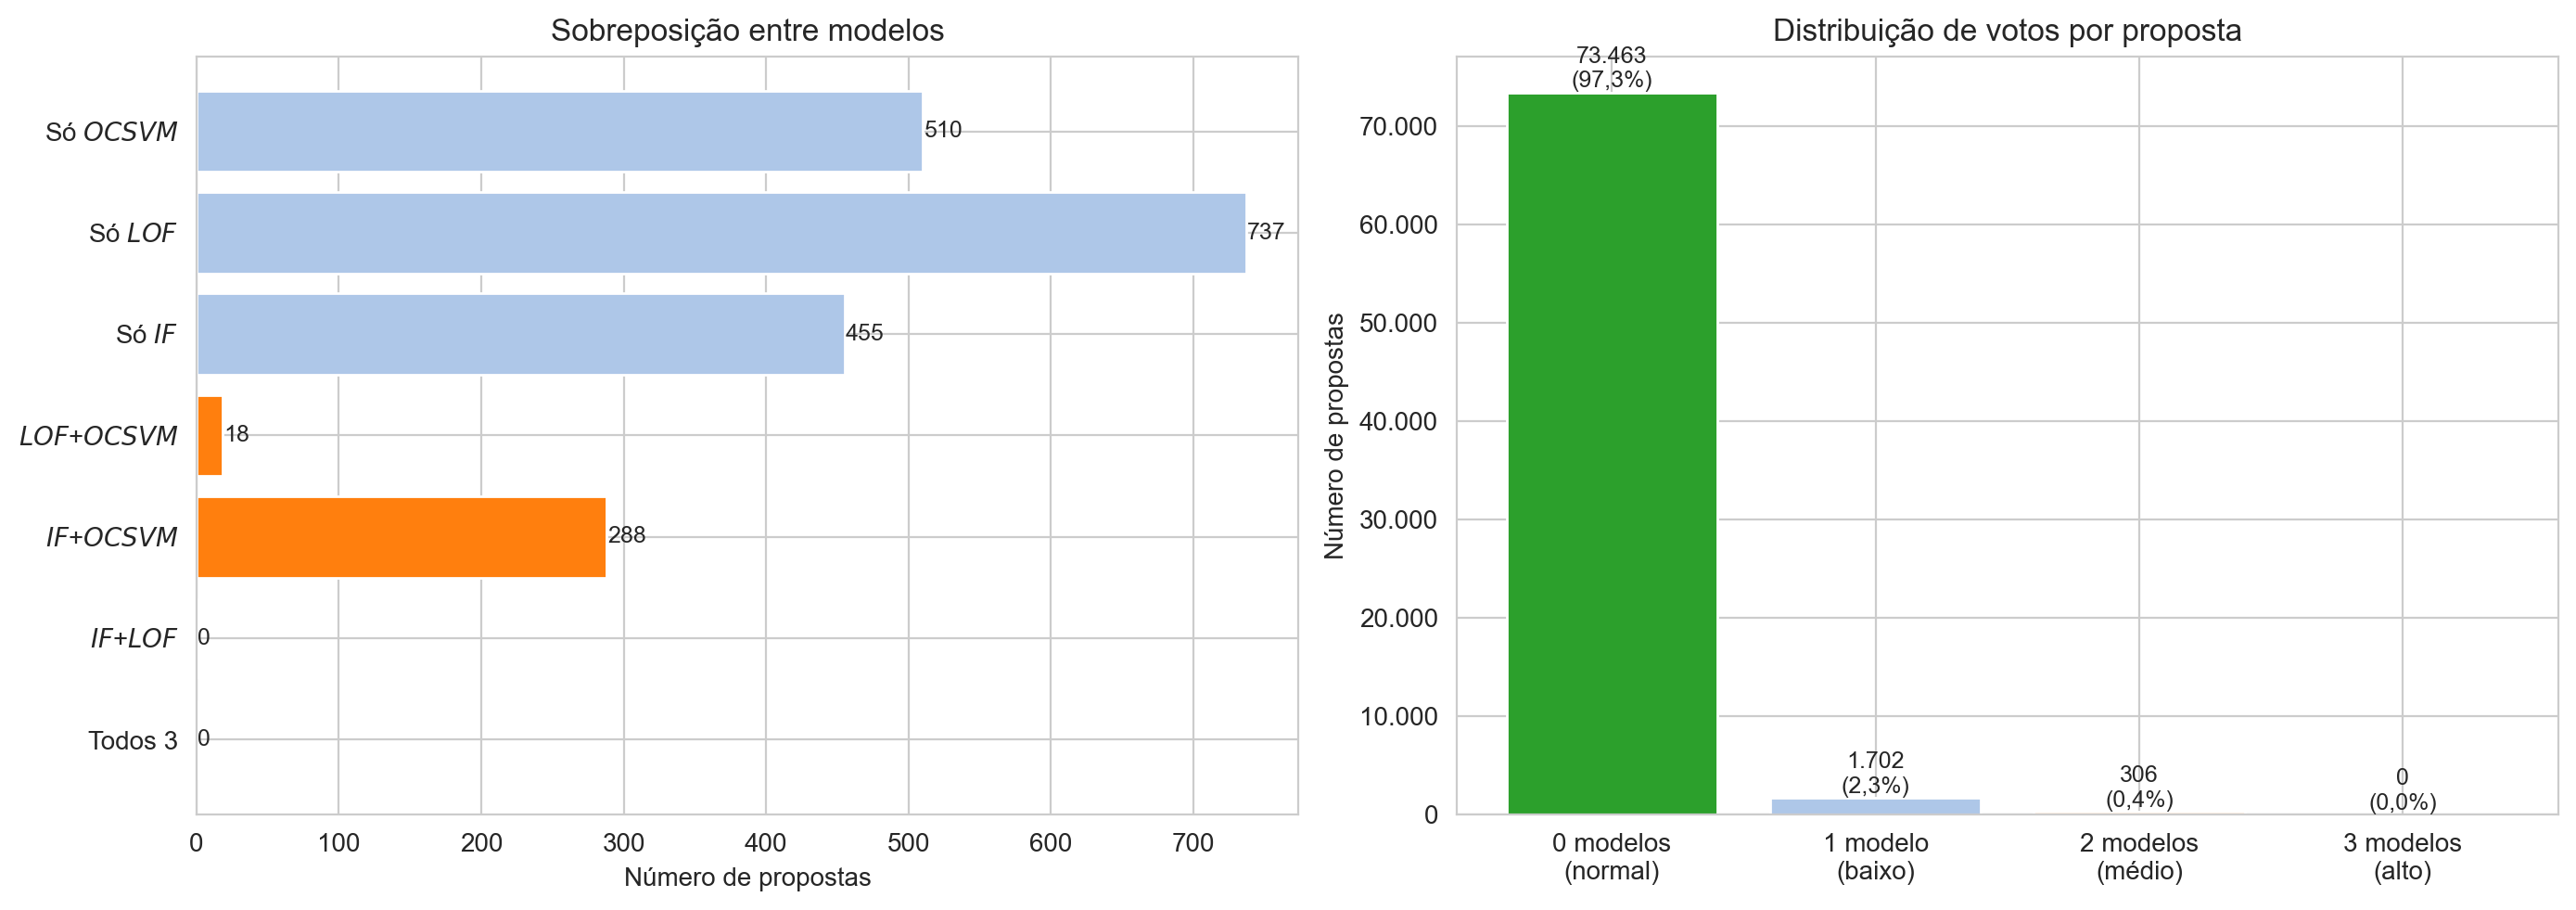 Sobreposição entre modelos
Só OCSVM
510
Só LOF
737
Só IF
455
LOF+OCSVM
18
IF+OCSVM
288
IF+LOF
0
Todos 3
0
0 100 200 300 400 500 600 700
Número de propostas
Distribuição de votos por proposta
Número de propostas
70.000
60.000
50.000
40.000
30.000
20.000
10.000
0
73.463
(97,3%)
1.702
(2,3%)
306
(0,4%)
0
(0,0%)
0 modelos
(normal)
1 modelo
(baixo)
2 modelos
(médio)
3 modelos
(alto)